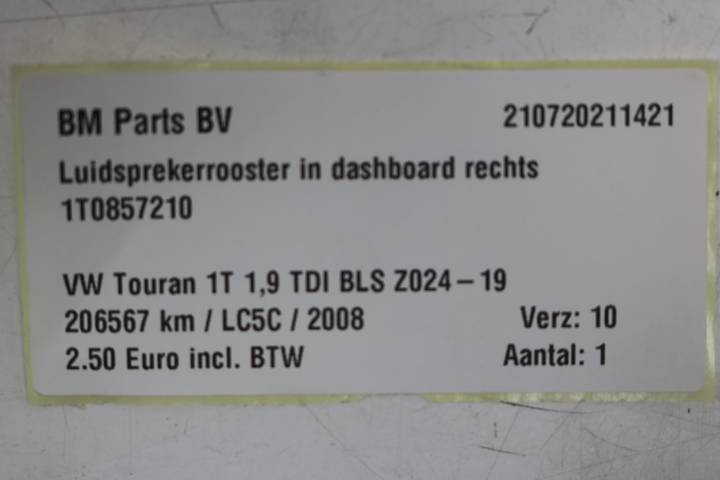 BM Parts BV 210720211421
Luidsprekerrooster in dashboard rechts
1T0857210
VW Touran 1T 1,9 TDI BLS Z024-19
206567 km / LC5C / 2008 Verz: 10
2.50 Euro incl. BTW Aantal: 1